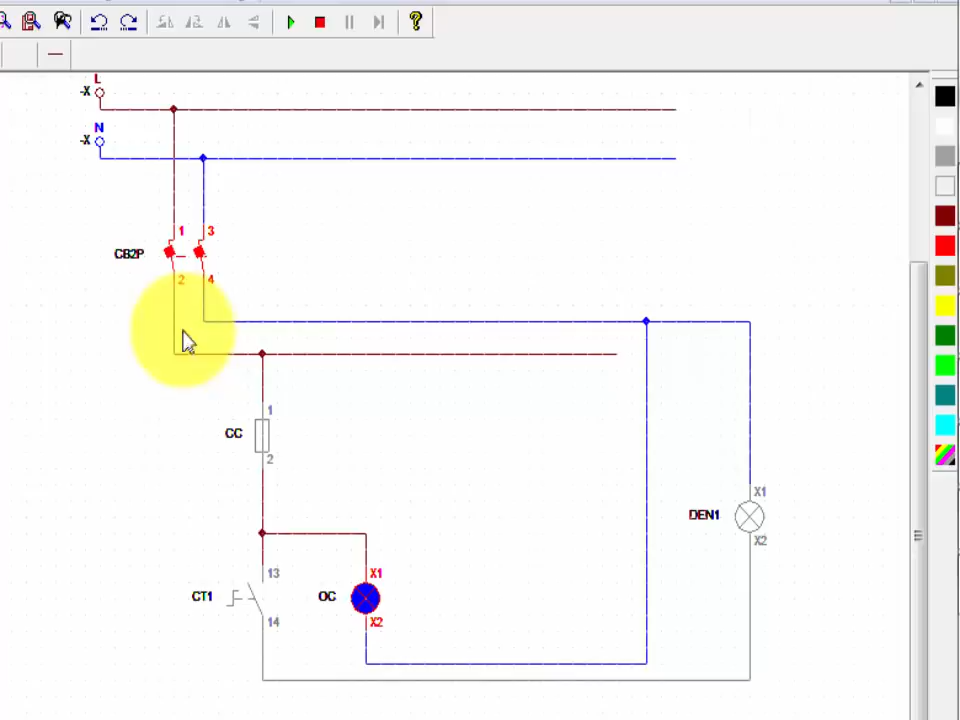 L
-X
N
-X
1 3
CB2P
2 4
1
CC
2
X1
DEN1
X2
13 X1
CT1 OC
14 X2